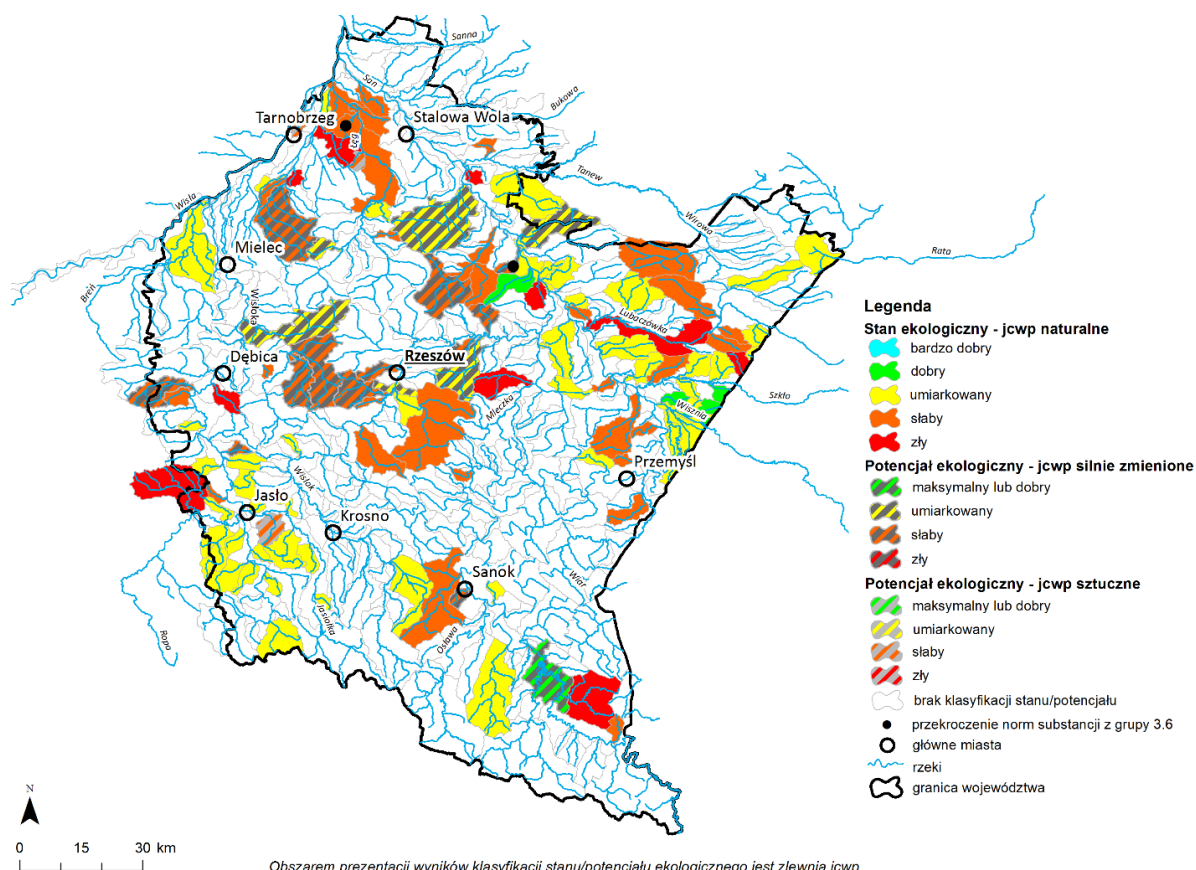 Sanna
San
Bukowa
Tarnobrzeg
Stalowa Wola
Łęg
Tanew
Wisła
Wirowa
Rata
Mielec
Breń
Wisłoka
Lubaczówka
Dębica
Rzeszów
Szkło
Mleczka
Wisznia
Przemyśl
Wisłok
Jasło
Krosno
Sanok
Wiar
Jasiołka
Ropa
Osława
Legenda
Stan ekologiczny - jcwp naturalne
bardzo dobry
dobry
umiarkowany
słaby
zły
Potencjał ekologiczny - jcwp silnie zmienione
maksymalny lub dobry
umiarkowany
słaby
zły
Potencjał ekologiczny - jcwp sztuczne
maksymalny lub dobry
umiarkowany
słaby
zły
brak klasyfikacji stanu/potencjału
przekroczenie norm substancji z grupy 3.6
główne miasta
rzeki
granica województwa
N
0 15 30 km
Obszarem prezentacji wyników klasyfikacji stanu/potencjału ekologicznego jest zlewnia jcwp